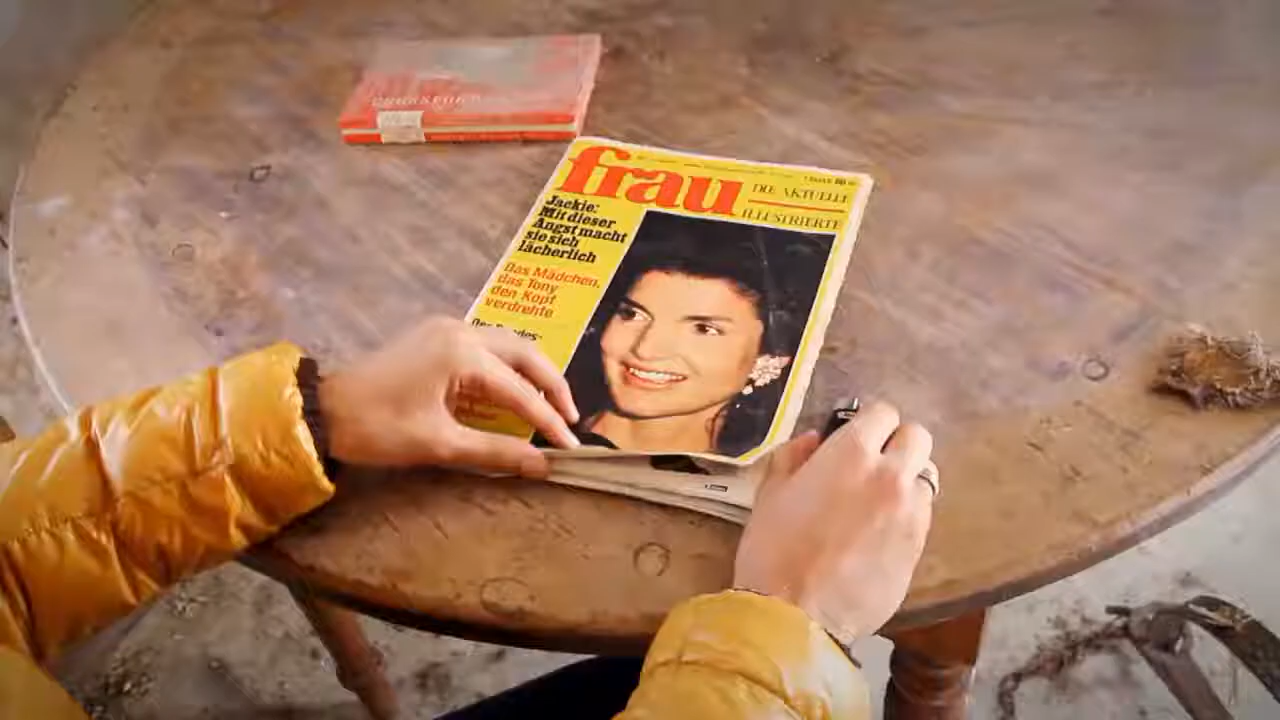 frau
DIE AKTUELLE
ILLUSTRIERTE
Jackie:
Mit dieser
Angst macht
sie sich
lächerlich
Das Mädchen,
das Tony
den Kopf
verdrehte